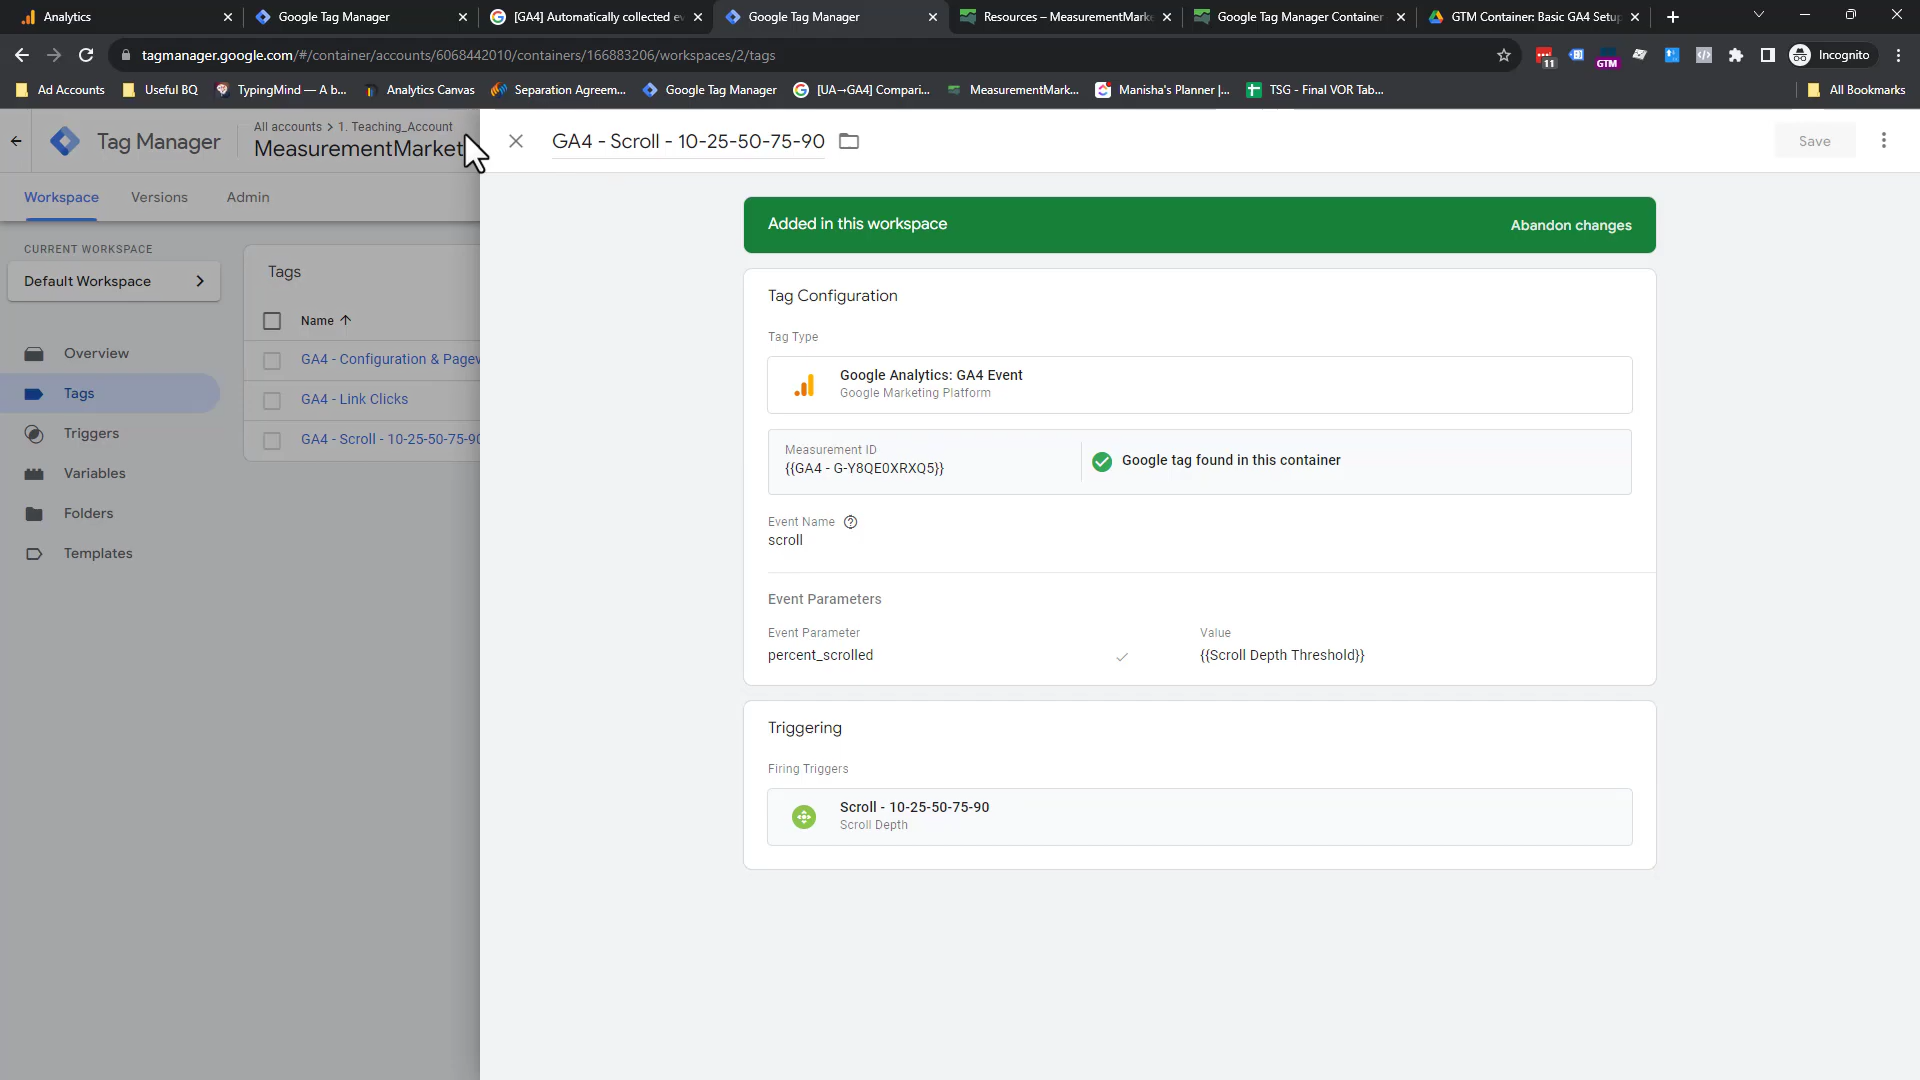 Analytics
Google Tag Manager
[GA4] Automatically collected ev
Google Tag Manager
Resources – MeasurementMarke
Google Tag Manager Container
GTM Container: Basic GA4 Setup
tagmanager.google.com/#/container/accounts/6068442010/containers/166883206/workspaces/2/tags
11
GTM
Incognito
Ad Accounts
Useful BQ
TypingMind — A b...
Analytics Canvas
Separation Agreem...
Google Tag Manager
[UA→GA4] Compari...
MeasurementMark...
Manisha's Planner |...
TSG - Final VOR Tab...
All Bookmarks
Tag Manager
All accounts > 1. Teaching_Account
MeasurementMarket
GA4 - Scroll - 10-25-50-75-90
Save
Workspace
Versions
Admin
CURRENT WORKSPACE
Default Workspace
Overview
Tags
Triggers
Variables
Folders
Templates
Tags
Name
GA4 - Configuration & Pagev
GA4 - Link Clicks
GA4 - Scroll - 10-25-50-75-90
Added in this workspace
Abandon changes
Tag Configuration
Tag Type
Google Analytics: GA4 Event
Google Marketing Platform
Measurement ID
{{GA4 - G-Y8QE0XRXQ5}}
Google tag found in this container
Event Name
scroll
Event Parameters
Event Parameter
Value
percent_scrolled
{{Scroll Depth Threshold}}
Triggering
Firing Triggers
Scroll - 10-25-50-75-90
Scroll Depth